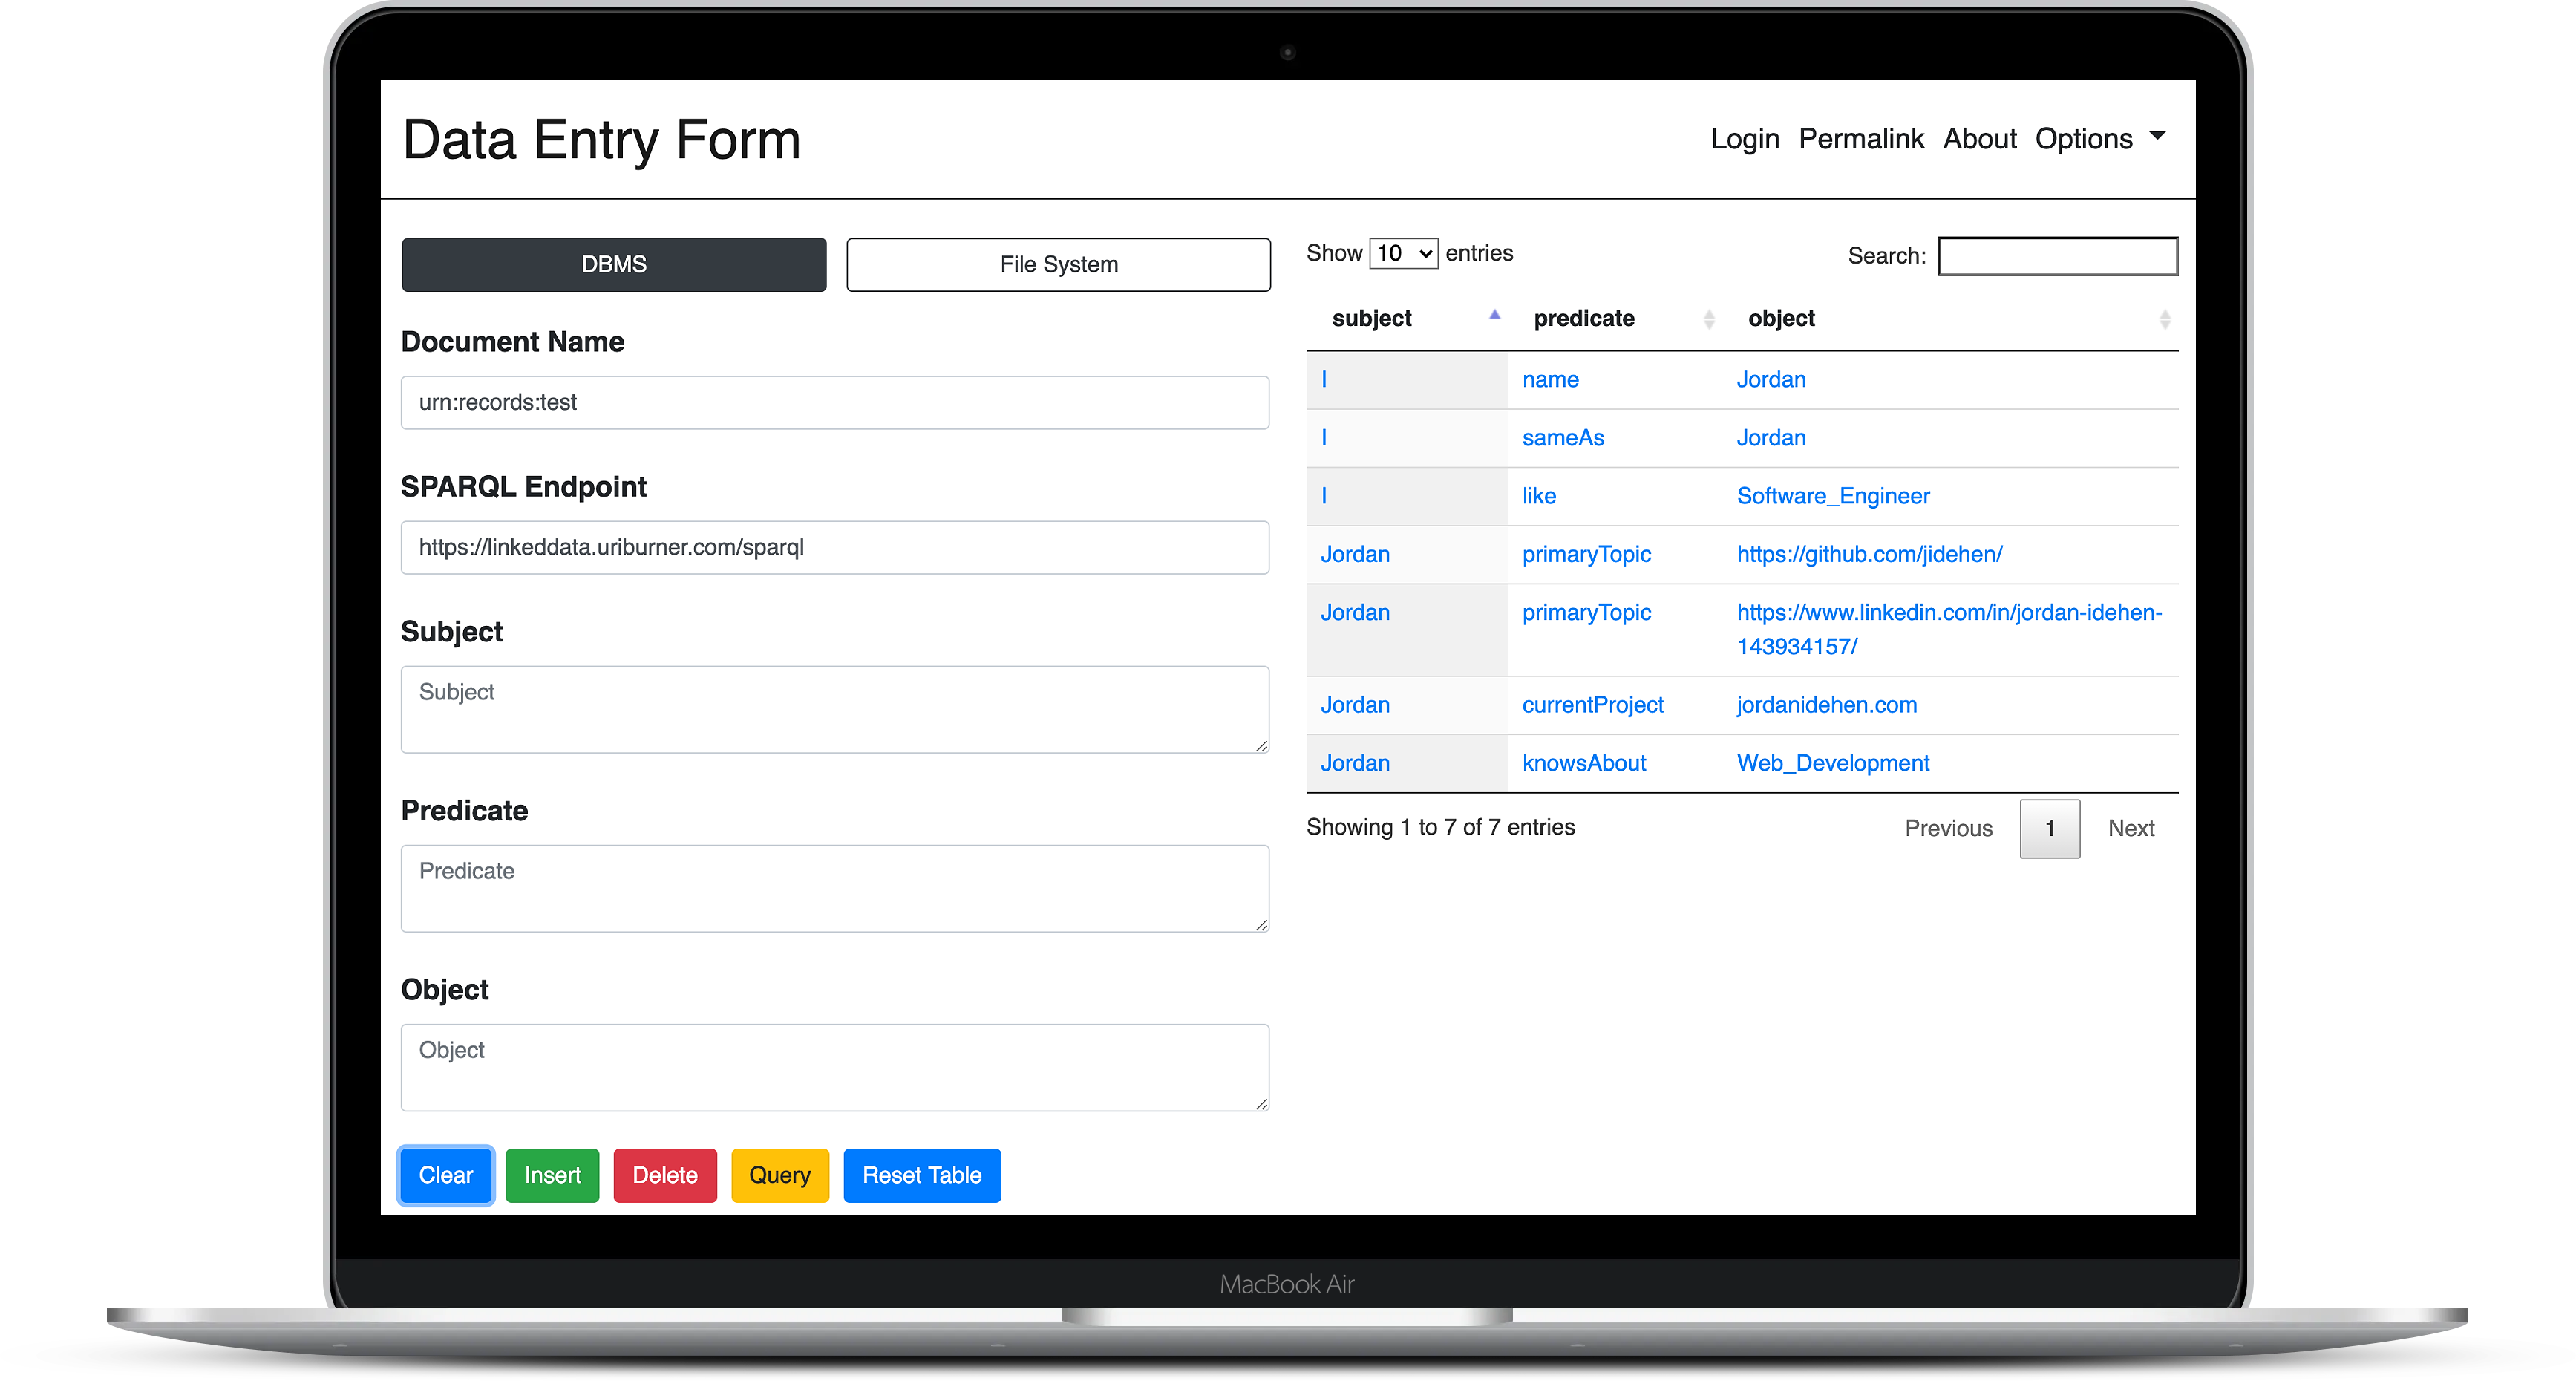 Data Entry Form
Login Permalink About Options
DBMS File System
Document Name
urn:records:test
SPARQL Endpoint
https://linkeddata.uriburner.com/sparql
Subject
Subject
Predicate
Predicate
Object
Object
Clear Insert Delete Query Reset Table
Show 10 entries
Search:
subject predicate object
I name Jordan
I sameAs Jordan
I like Software_Engineer
Jordan primaryTopic https://github.com/jidehen/
Jordan primaryTopic https://www.linkedin.com/in/jordan-idehen-
143934157/
Jordan currentProject jordanidehen.com
Jordan knowsAbout Web_Development
Showing 1 to 7 of 7 entries
Previous 1 Next
MacBook Air